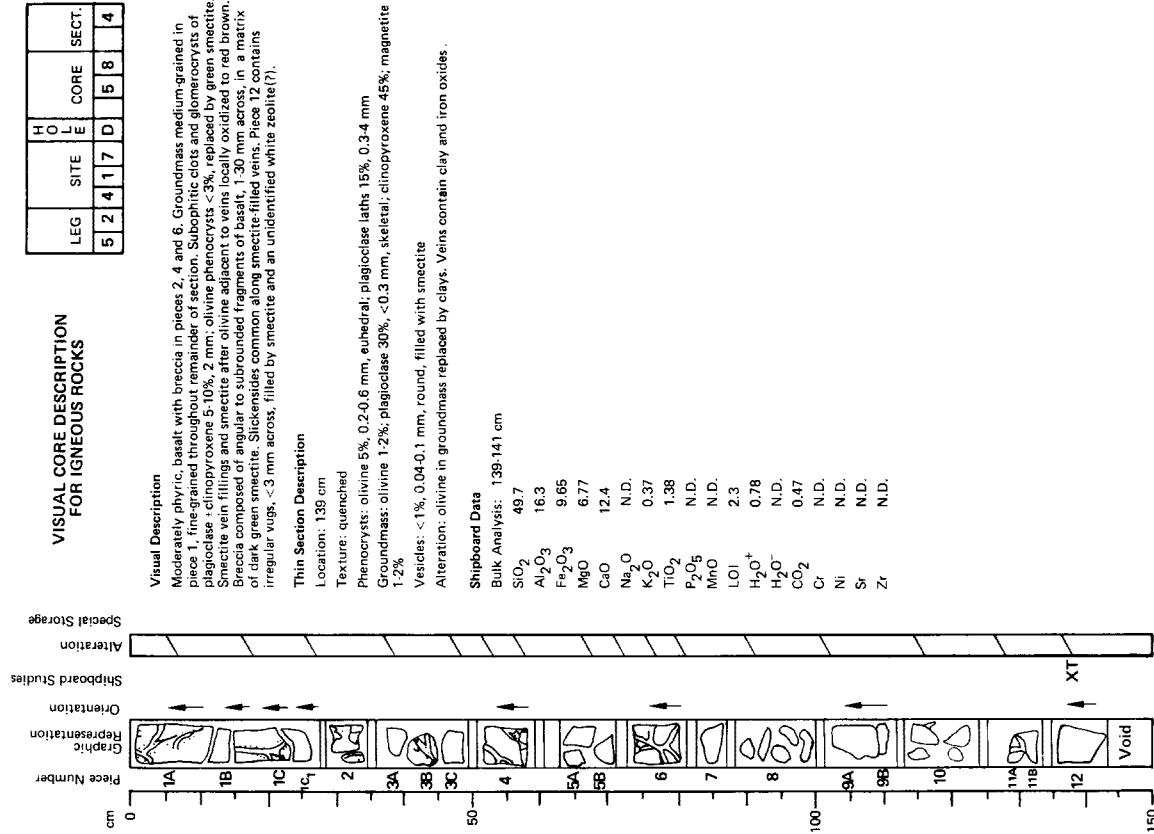 VISUAL CORE DESCRIPTION
FOR IGNEOUS ROCKS
LEG SITE HOLE CORE SECT.
5 2 4 1 7 D 5 8 4
Visual Description
Moderately phyric, basalt with breccia in pieces 2, 4 and 6. Groundmass medium-grained in
piece 1, fine-grained throughout remainder of section. Subophitic clots and glomerocrysts of
plagioclase + clinopyroxene 5-10%, 2 mm; olivine phenocrysts <3%, replaced by green smectite.
Smectite vein fillings and smectite after olivine adjacent to veins locally oxidized to red brown.
Breccia composed of angular to subrounded fragments of basalt, 1-30 mm across, in a matrix
of dark green smectite. Slickensides common along smectite-filled veins. Piece 12 contains
irregular vugs, <3 mm across, filled by smectite and an unidentified white zeolite(?).
Thin Section Description
Location: 139 cm
Texture: quenched
Phenocrysts: olivine 5%, 0.2-0.6 mm, euhedral; plagioclase laths 15%, 0.3-4 mm
Groundmass: olivine 1-2%; plagioclase 30%, <0.3 mm, skeletal; clinopyroxene 45%; magnetite
1-2%
Vesicles: <1%, 0.04-0.1 mm, round, filled with smectite
Alteration: olivine in groundmass replaced by clays. Veins contain clay and iron oxides.
Shipboard Data
Bulk Analysis: 139-141 cm
SiO2 49.7
Al2O3 16.3
Fe2O3 9.65
MgO 6.77
CaO 12.4
Na2O N.D.
K2O 0.37
TiO2 1.38
P2O5 N.D.
MnO N.D.
LOI 2.3
H2O+ 0.78
H2O- N.D.
CO2 0.47
Cr N.D.
Ni N.D.
Sr N.D.
Zr N.D.
cm
Piece Number
Graphic
Representation
Orientation
Shipboard Studies
Alteration
Special Storage
0
50
100
150
1A
1B
1C
1C1
2
3A
3B
3C
4
5A
5B
6
7
8
9A
9B
10
11A
11B
12
Void
XT